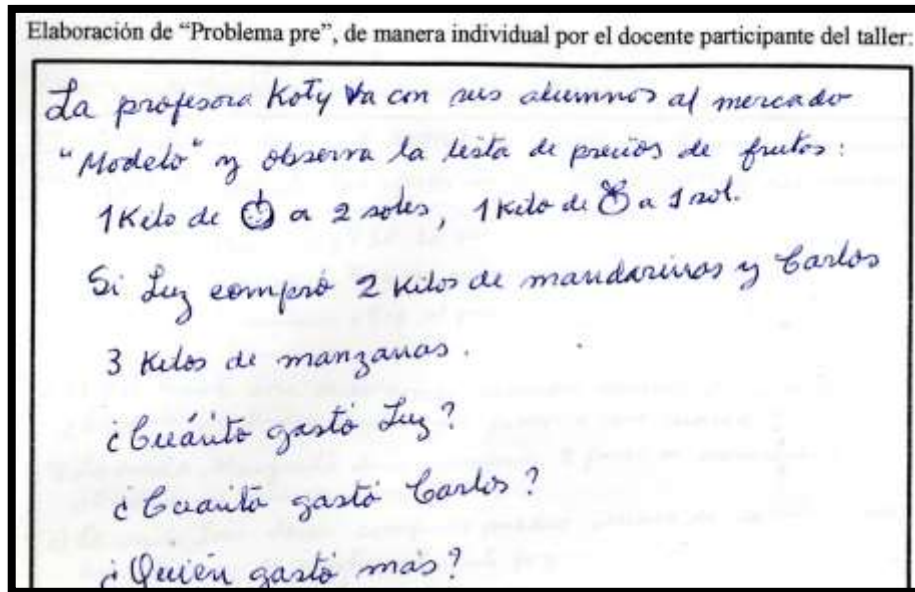 Elaboración de “Problema pre”, de manera individual por el docente participante del taller:
La profesora Koty va con sus alumnos al mercado
“Modelo” y observa la lista de precios de frutas:
1 Kilo de a 2 soles, 1 Kilo de a 1 sol.
Si Luz compró 2 kilos de mandarinas y Carlos
3 kilos de manzanas.
¿Cuánto gastó Luz?
¿Cuánto gastó Carlos?
¿Quién gastó más?